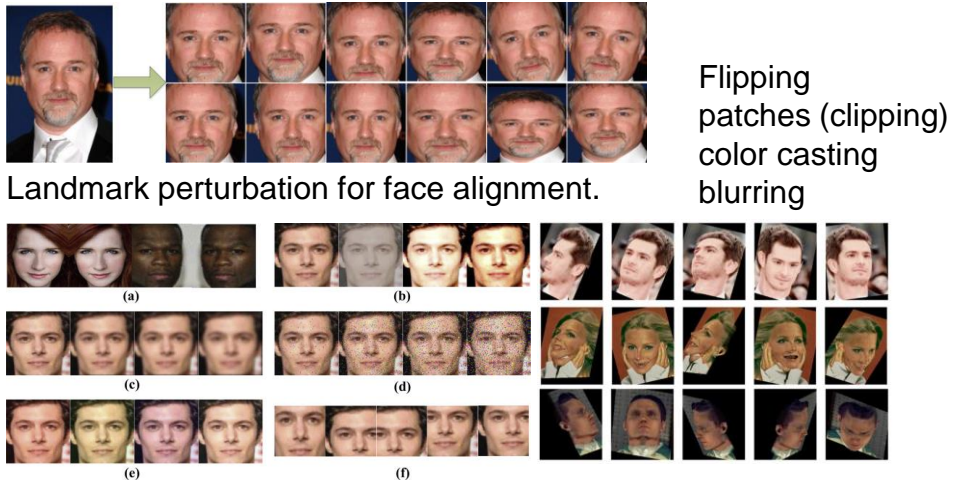 Flipping
patches (clipping)
color casting
blurring
Landmark perturbation for face alignment.
(a)
(b)
(c)
(d)
(e)
(f)